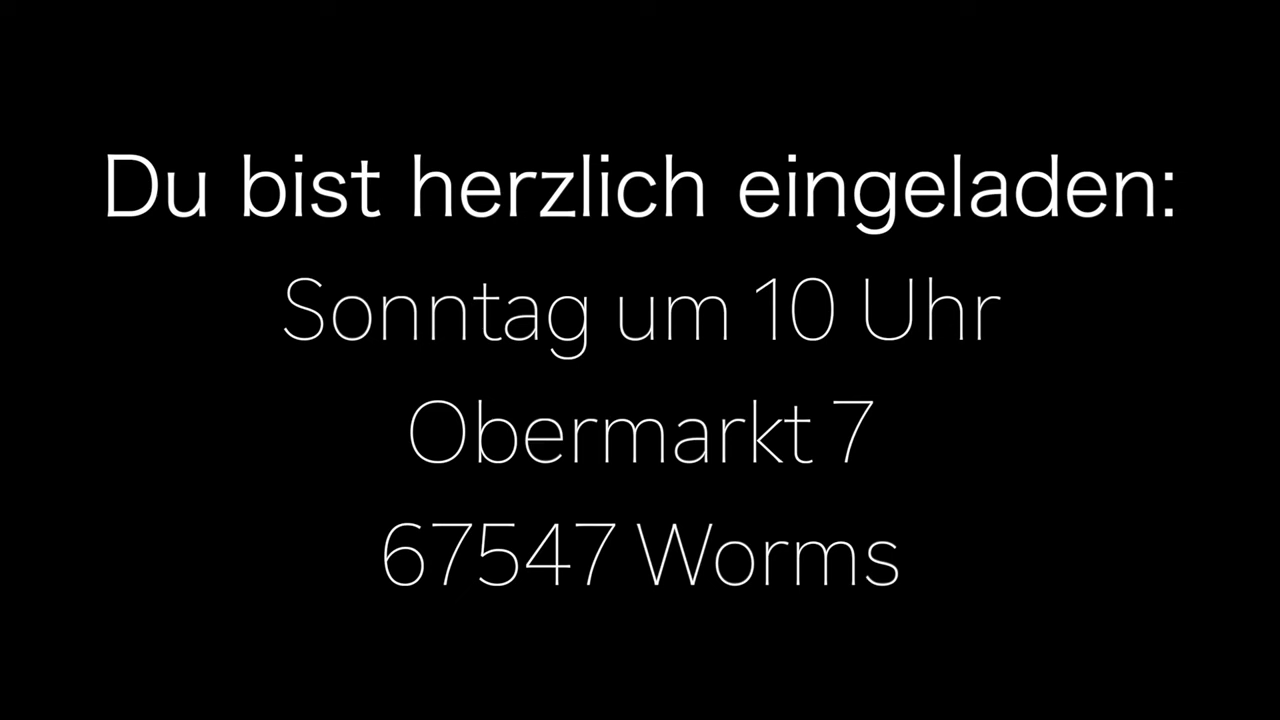 Du bist herzlich eingeladen:
Sonntag um 10 Uhr
Obermarkt 7
67547 Worms